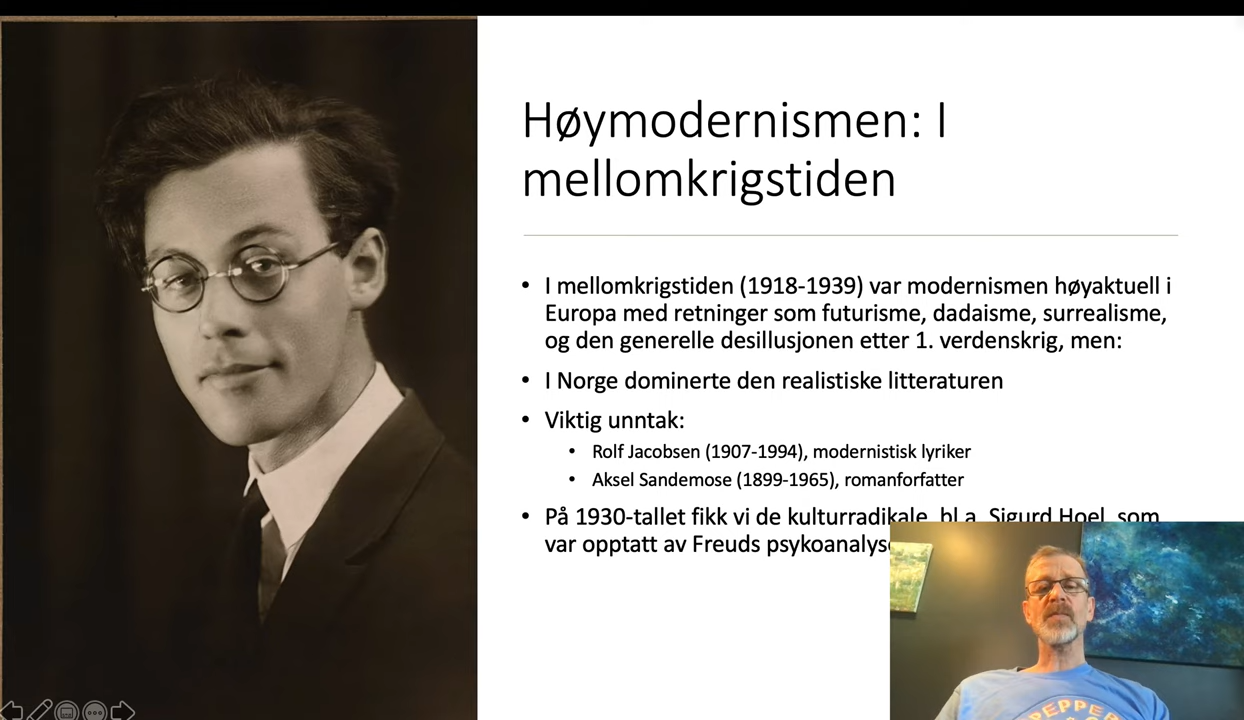 Høymodernismen: I
mellomkrigstiden
• I mellomkrigstiden (1918-1939) var modernismen høyaktuell i
Europa med retninger som futurisme, dadaisme, surrealisme,
og den generelle desillusjonen etter 1. verdenskrig, men:
• I Norge dominerte den realistiske litteraturen
• Viktig unntak:
• Rolf Jacobsen (1907-1994), modernistisk lyriker
• Aksel Sandemose (1899-1965), romanforfatter
• På 1930-tallet fikk vi de kulturradikale, bl.a. Sigurd Hoel, som
var opptatt av Freuds psykoanalyse
PEPPER